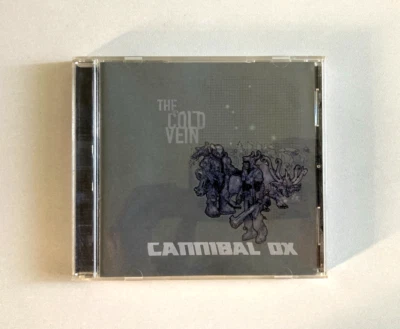 THE
COLD
VEIN
CANNIBAL OX